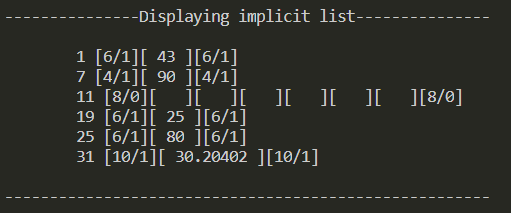 ---------------Displaying implicit list---------------
1 [6/1][ 43 ][6/1]
7 [4/1][ 90 ][4/1]
11 [8/0][   ][   ][   ][   ][   ][   ][8/0]
19 [6/1][ 25 ][6/1]
25 [6/1][ 80 ][6/1]
31 [10/1][ 30.20402 ][10/1]
------------------------------------------------------